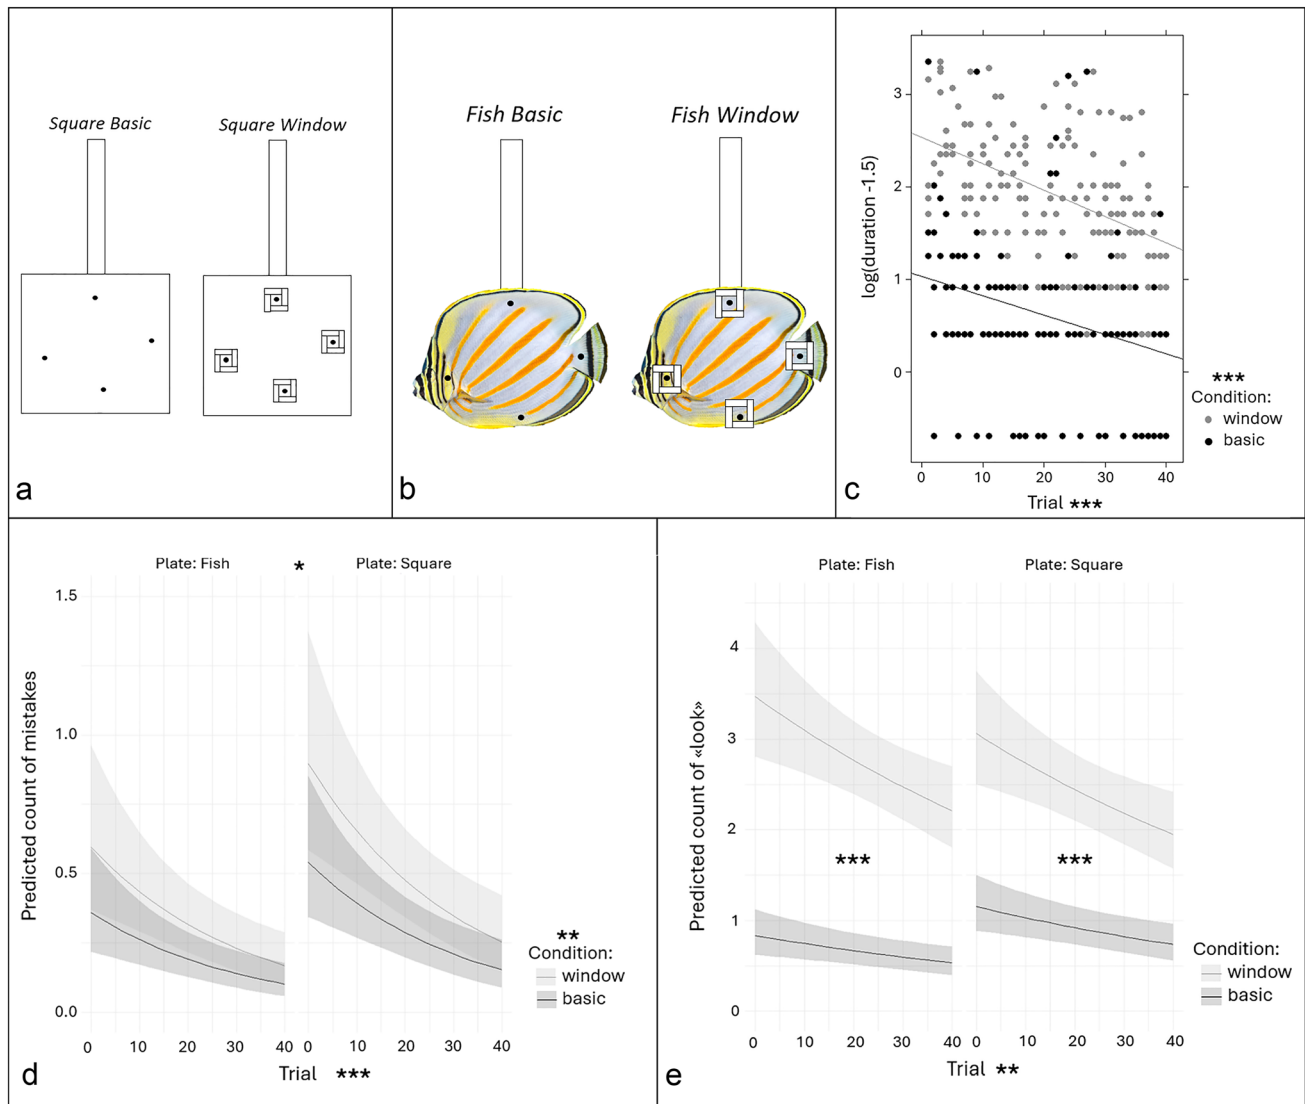 Square Basic
Square Window
a
Fish Basic
Fish Window
b
log(duration -1.5)
3
2
1
0
0 10 20 30 40
Trial ***
***
Condition:
window
basic
c
Plate: Fish * Plate: Square
Predicted count of mistakes
1.5
1.0
0.5
0.0
0 10 20 30 40 0 10 20 30 40
Trial ***
**
Condition:
window
basic
d
Plate: Fish Plate: Square
Predicted count of «look»
4
3
2
1
0
*** ***
0 10 20 30 40 0 10 20 30 40
Trial **
Condition:
window
basic
e